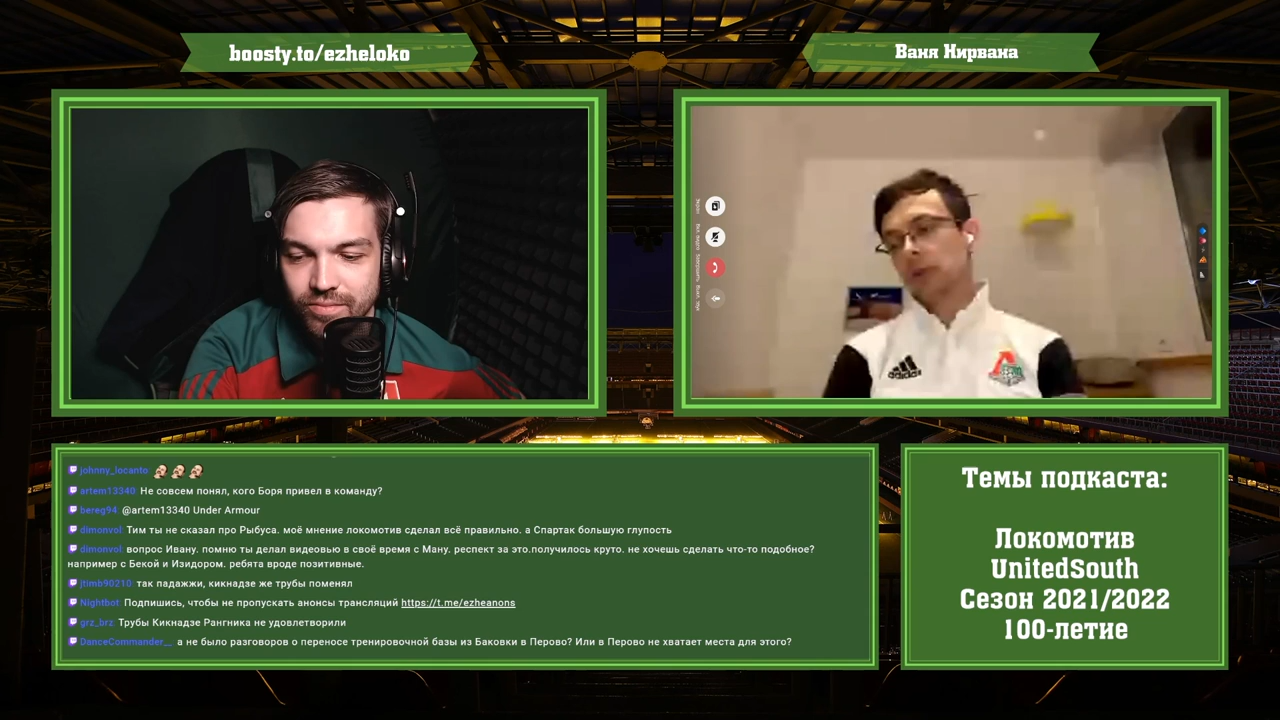 boosty.to/ezheloko
Ваня Нирвана
adidas
johnny_locanto:
artem13340: Не совсем понял, кого Боря привел в команду?
bereg94: @artem13340 Under Armour
dimonvol: Тим ты не сказал про Рыбуса. моё мнение локомотив сделал всё правильно. а Спартак большую глупость
dimonvol: вопрос Ивану. помню ты делал видеовью в своё время с Ману. респект за это.получилось круто. не хочешь сделать что-то подобное?
например с Бекой и Изидором. ребята вроде позитивные.
jtimb90210: так падажжи, кикнадзе же трубы поменял
Nightbot: Подпишись, чтобы не пропускать анонсы трансляций https://t.me/ezheanons
grz_brz: Трубы Кикнадзе Рангника не удовлетворили
DanceCommander__: а не было разговоров о переносе тренировочной базы из Баковки в Перово? Или в Перово не хватает места для этого?
Темы подкаста:
Локомотив
UnitedSouth
Сезон 2021/2022
100-летие